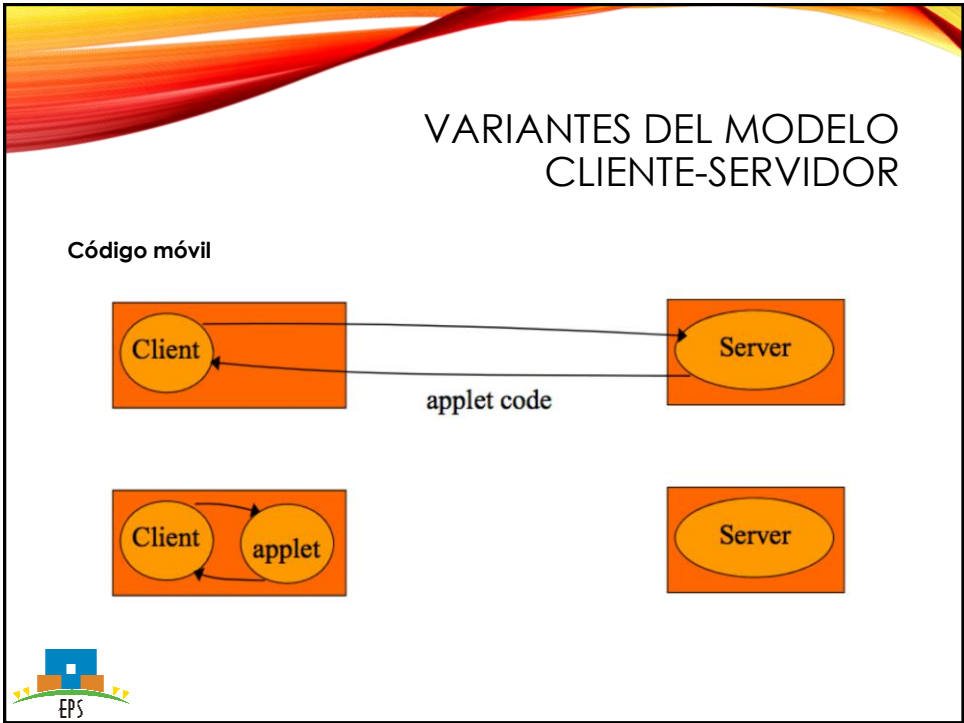 VARIANTES DEL MODELO
CLIENTE-SERVIDOR
Código móvil
Client
Server
applet code
Client
applet
Server
EPS